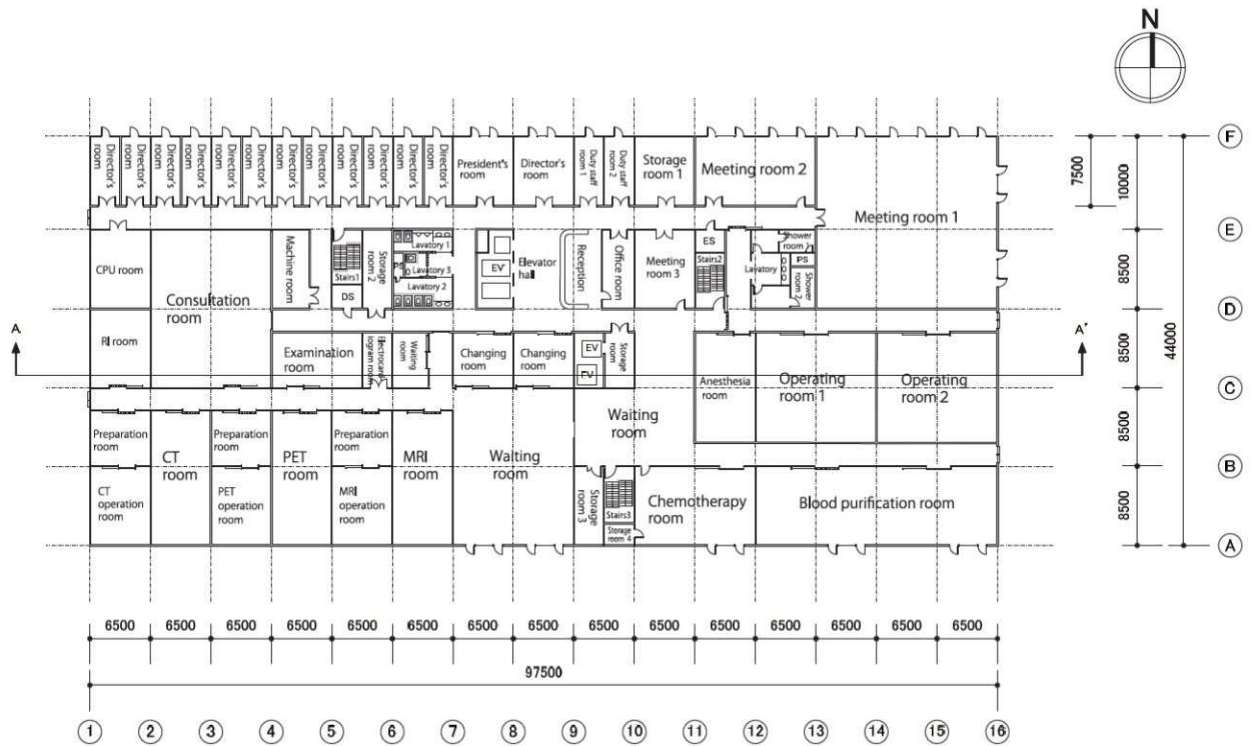 N
Director's
room
Director's
room
Director's
room
Director's
room
Director's
room
Director's
room
Director's
room
Director's
room
Director's
room
Director's
room
Director's
room
Director's
room
President's
room
Director's
room
Duty staff
room 1
Duty staff
room 2
Storage
room 1
Meeting room 2
Meeting room 1
CPU room
Consultation
room
Machine room
Stairs1
DS
Storage
room 2
Lavatory 1
PS
Lavatory 3
Lavatory 2
EV
Elevator
hall
Reception
Office room
Meeting
room 3
ES
Stairs2
Lavatory
Shower
room 1
PS
Shower
room 2
RI room
Examination
room
Electrocard
iogram room
Waiting
room
Changing
room
Changing
room
EV
EV
Storage
room
Anesthesia
room
Operating
room 1
Operating
room 2
A
A'
Preparation
room
CT
room
Preparation
room
PET
room
Preparation
room
MRI
room
Waiting
room
Waiting
room
CT
operation
room
PET
operation
room
MRI
operation
room
Storage
room 3
Stairs3
Storage
room 4
Chemotherapy
room
Blood purification room
7500
10000
8500
8500
8500
8500
44000
F
E
D
C
B
A
6500 6500 6500 6500 6500 6500 6500 6500 6500 6500 6500 6500 6500 6500 6500
97500
1 2 3 4 5 6 7 8 9 10 11 12 13 14 15 16